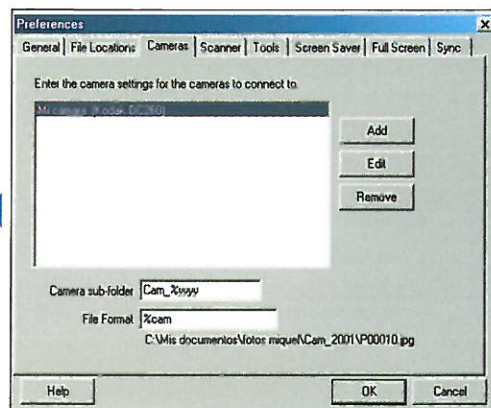 Preferences
General File Locations Cameras Scanner Tools Screen Saver Full Screen Sync
Enter the camera settings for the cameras to connect to.
Mi camara (Kodak DC260)
Add
Edit
Remove
Camera sub-folder Cam_%yyyy
File Format %cam
C:\Mis documentos\fotos miquel\Cam_2001\P00010.jpg
Help OK Cancel